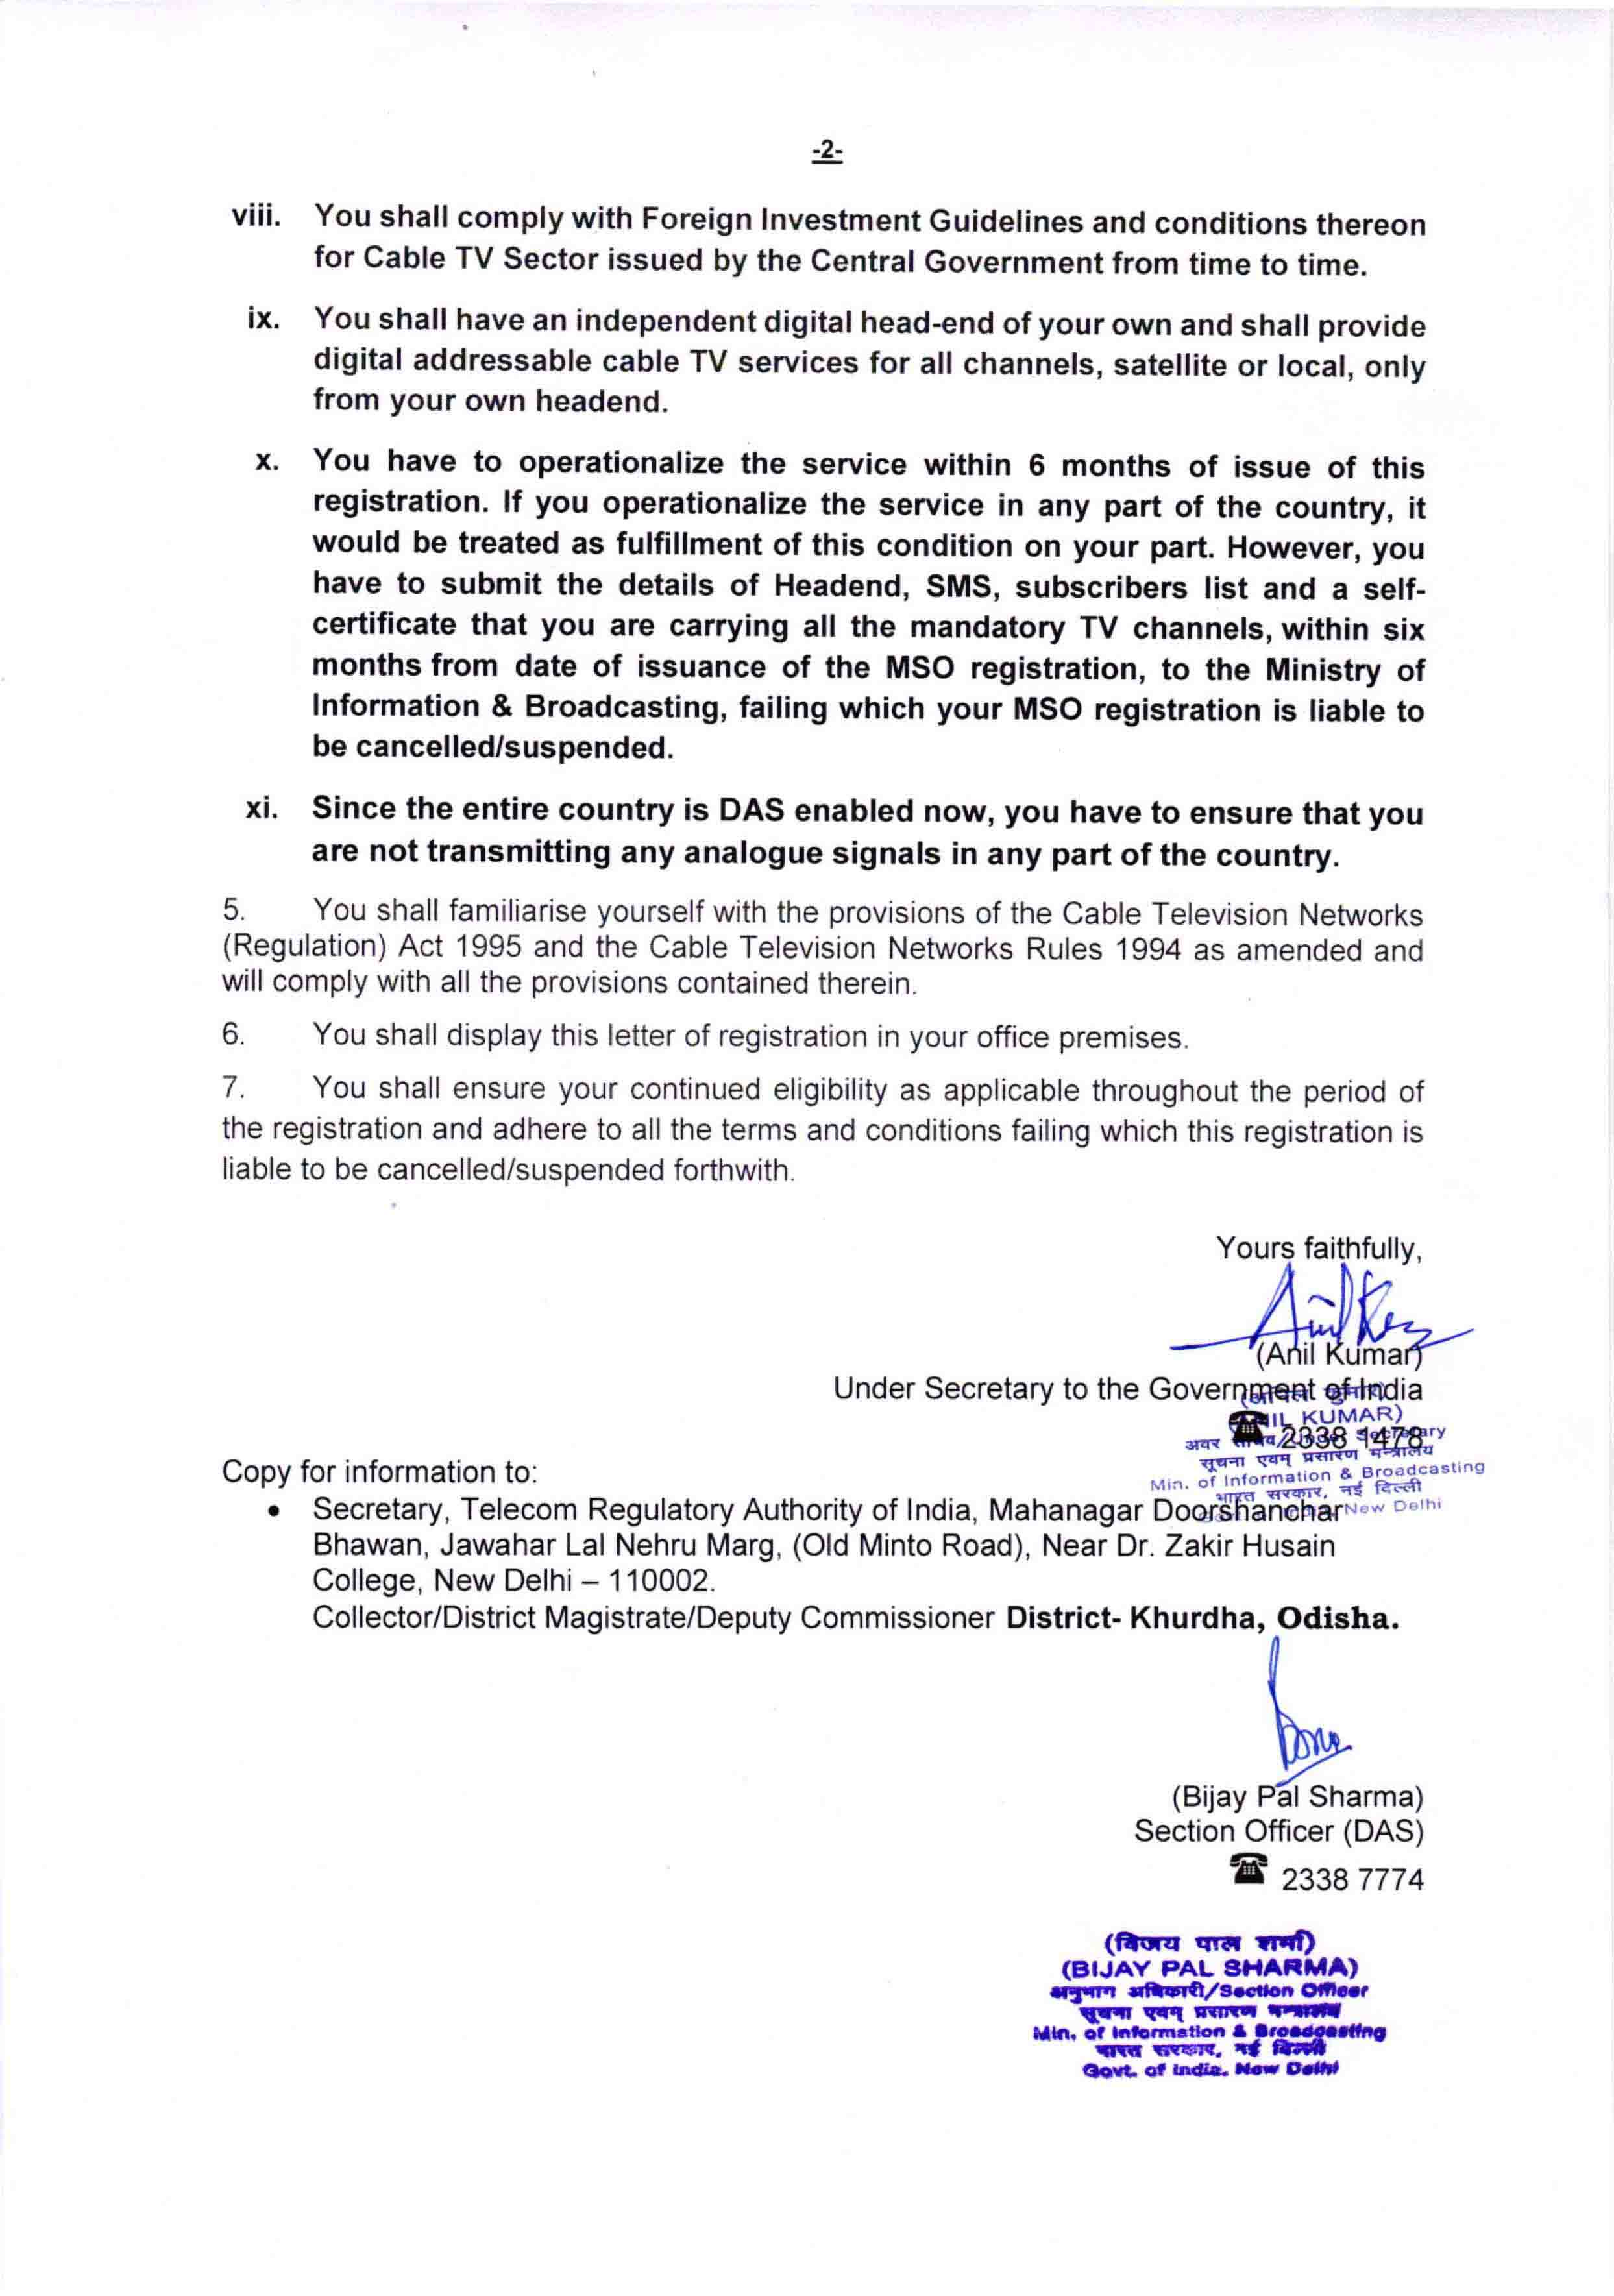 -2-
viii. You shall comply with Foreign Investment Guidelines and conditions thereon
for Cable TV Sector issued by the Central Government from time to time.
ix. You shall have an independent digital head-end of your own and shall provide
digital addressable cable TV services for all channels, satellite or local, only
from your own headend.
x. You have to operationalize the service within 6 months of issue of this
registration. If you operationalize the service in any part of the country, it
would be treated as fulfillment of this condition on your part. However, you
have to submit the details of Headend, SMS, subscribers list and a self-
certificate that you are carrying all the mandatory TV channels, within six
months from date of issuance of the MSO registration, to the Ministry of
Information & Broadcasting, failing which your MSO registration is liable to
be cancelled/suspended.
xi. Since the entire country is DAS enabled now, you have to ensure that you
are not transmitting any analogue signals in any part of the country.
5. You shall familiarise yourself with the provisions of the Cable Television Networks
(Regulation) Act 1995 and the Cable Television Networks Rules 1994 as amended and
will comply with all the provisions contained therein.
6. You shall display this letter of registration in your office premises.
7. You shall ensure your continued eligibility as applicable throughout the period of
the registration and adhere to all the terms and conditions failing which this registration is
liable to be cancelled/suspended forthwith.
Yours faithfully,
Anil Kumar
(Anil Kumar)
Under Secretary to the Government of India
(अनिल कुमार)
KUMAR)
☎ 2338 1478
अवर सचिव/Under Secretary
सूचना एवम् प्रसारण मन्त्रालय
Min. of Information & Broadcasting
भारत सरकार, नई दिल्ली
Govt. of India, New Delhi
Copy for information to:
• Secretary, Telecom Regulatory Authority of India, Mahanagar Doorshanchar
Bhawan, Jawahar Lal Nehru Marg, (Old Minto Road), Near Dr. Zakir Husain
College, New Delhi – 110002.
Collector/District Magistrate/Deputy Commissioner District- Khurdha, Odisha.
(Bijay Pal Sharma)
Section Officer (DAS)
☎ 2338 7774
(विजय पाल शर्मा)
(BIJAY PAL SHARMA)
अनुभाग अधिकारी/Section Officer
सूचना एवम् प्रसारण मन्त्रालय
Min. of Information & Broadcasting
भारत सरकार, नई दिल्ली
Govt. of India. New Delhi